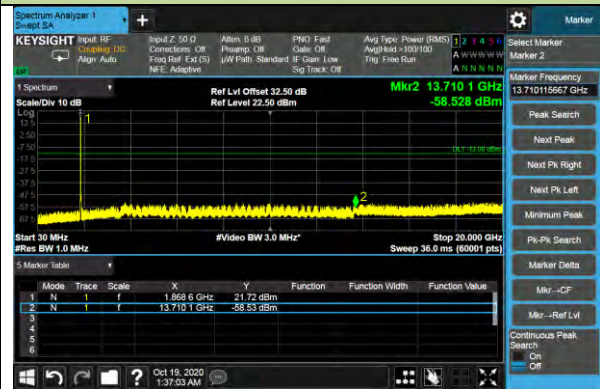 Spectrum Analyzer 1
Swept SA
+
Marker
KEYSIGHT
Input: RF
Coupling: DC
Align: Auto
Input Z: 50 Ω
Corrections: Off
Freq Ref: Ext (S)
NFE: Adaptive
Atten: 6 dB
Preamp: Off
µW Path: Standard
PNO: Fast
Gate: Off
IF Gain: Low
Sig Track: Off
Avg Type: Power (RMS)
Avg|Hold:>100/100
Trig: Free Run
1 2 3 4 5 6
A W W W W W
A N N N N N
Select Marker
Marker 2
Marker Frequency
13.710115667 GHz
Peak Search
Next Peak
Next Pk Right
Next Pk Left
Minimum Peak
Pk-Pk Search
Marker Delta
Mkr→CF
Mkr→Ref Lvl
Continuous Peak
Search
On
Off
1 Spectrum
Scale/Div 10 dB
Log
Ref Lvl Offset 32.50 dB
Ref Level 22.50 dBm
Mkr2 13.710 1 GHz
-58.528 dBm
12.5
2.50
-7.50
-17.5
-27.5
-37.5
-47.5
-57.5
-67.5
1
2
DL1 -13.00 dBm
Start 30 MHz
#Res BW 1.0 MHz
#Video BW 3.0 MHz*
Stop 20.000 GHz
Sweep 36.0 ms (60001 pts)
5 Marker Table
Mode Trace Scale X Y Function Function Width Function Value
1 N 1 f 1.868 6 GHz 21.72 dBm
2 N 1 f 13.710 1 GHz -58.53 dBm
3
4
5
6
?
Oct 19, 2020
1:37:03 AM